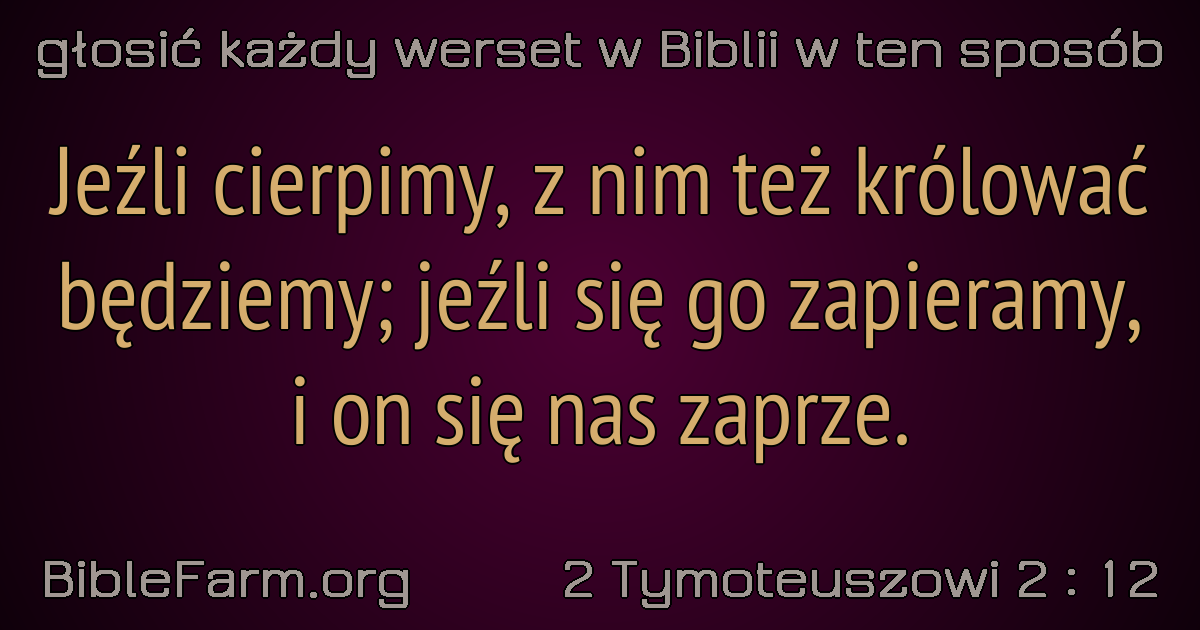 głosić każdy werset w Biblii w ten sposób
Jeźli cierpimy, z nim też królować
będziemy; jeźli się go zapieramy,
i on się nas zaprze.
BibleFarm.org 2 Tymoteuszowi 2 : 12